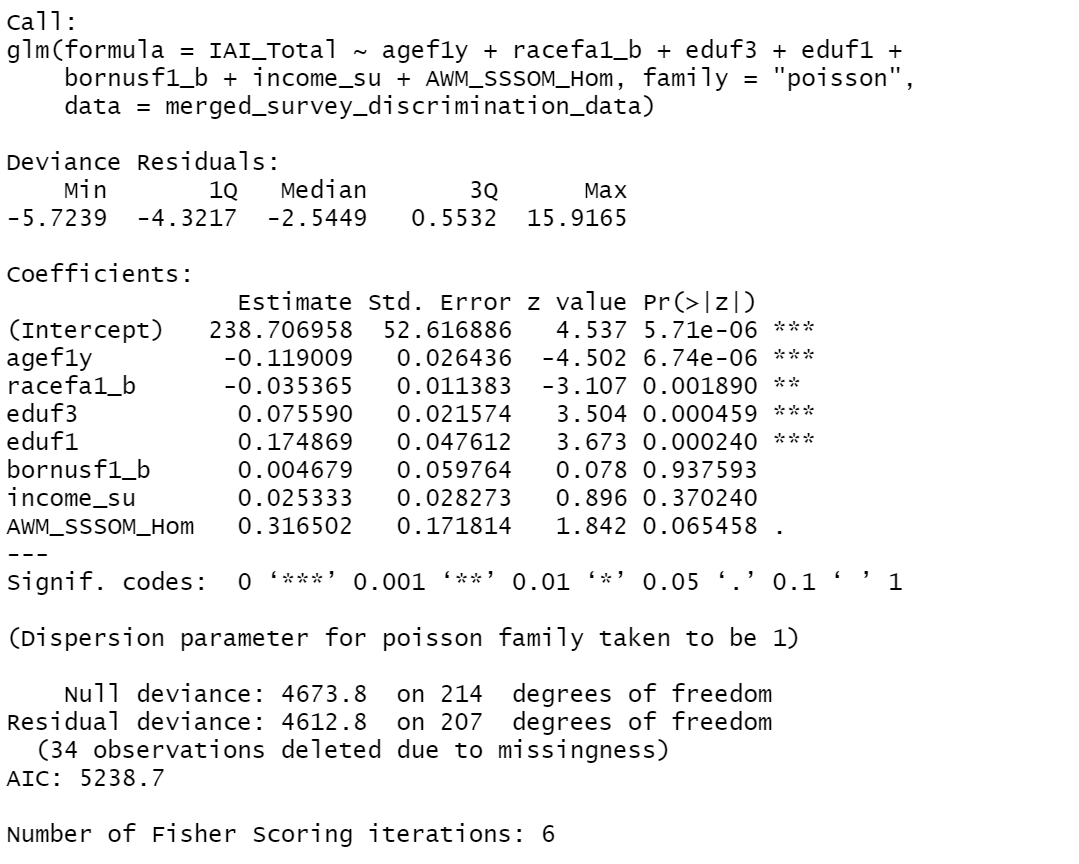 Call:
glm(formula = IAI_Total ~ agef1y + racefa1_b + eduf3 + eduf1 +
    bornusf1_b + income_su + AWM_SSSOM_Hom, family = "poisson",
    data = merged_survey_discrimination_data)

Deviance Residuals:
    Min       1Q   Median       3Q      Max
-5.7239  -4.3217  -2.5449   0.5532  15.9165

Coefficients:
                Estimate Std. Error z value Pr(>|z|)
(Intercept)   238.706958  52.616886   4.537 5.71e-06 ***
agef1y         -0.119009   0.026436  -4.502 6.74e-06 ***
racefa1_b      -0.035365   0.011383  -3.107 0.001890 **
eduf3           0.075590   0.021574   3.504 0.000459 ***
eduf1           0.174869   0.047612   3.673 0.000240 ***
bornusf1_b      0.004679   0.059764   0.078 0.937593
income_su       0.025333   0.028273   0.896 0.370240
AWM_SSSOM_Hom   0.316502   0.171814   1.842 0.065458 .
---
Signif. codes:  0 ‘***’ 0.001 ‘**’ 0.01 ‘*’ 0.05 ‘.’ 0.1 ‘ ’ 1

(Dispersion parameter for poisson family taken to be 1)

    Null deviance: 4673.8  on 214  degrees of freedom
Residual deviance: 4612.8  on 207  degrees of freedom
  (34 observations deleted due to missingness)
AIC: 5238.7

Number of Fisher Scoring iterations: 6